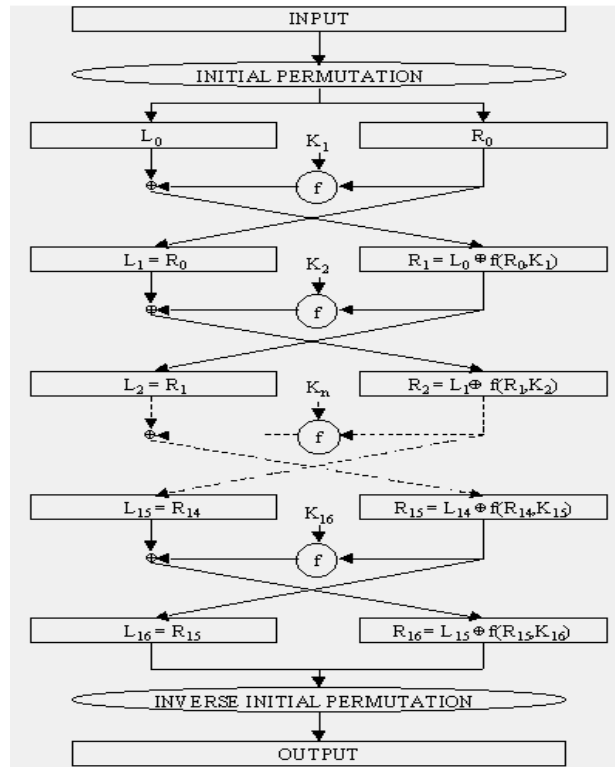 INPUT
INITIAL PERMUTATION
L₀
R₀
K₁
⊕
f
L₁ = R₀
R₁ = L₀ ⊕ f(R₀,K₁)
K₂
⊕
f
L₂ = R₁
R₂ = L₁⊕ f(R₁,K₂)
Kₙ
⊕
f
L₁₅ = R₁₄
R₁₅ = L₁₄ ⊕ f(R₁₄,K₁₅)
K₁₆
⊕
f
L₁₆ = R₁₅
R₁₆ = L₁₅ ⊕ f(R₁₅,K₁₆)
INVERSE INITIAL PERMUTATION
OUTPUT